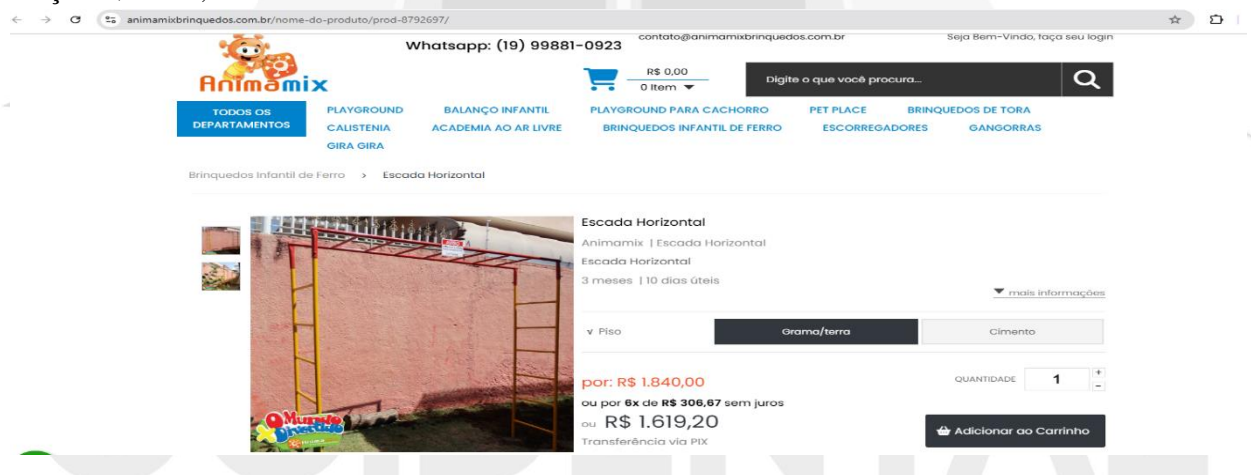 animamixbrinquedos.com.br/nome-do-produto/prod-8792697/
Whatsapp: (19) 99881-0923
contato@animamixbrinquedos.com.br
Seja Bem-Vindo, faça seu login
Animamix
R$ 0,00
0 Item
Digite o que você procura...
TODOS OS DEPARTAMENTOS
PLAYGROUND BALANÇO INFANTIL PLAYGROUND PARA CACHORRO PET PLACE BRINQUEDOS DE TORA
CALISTENIA ACADEMIA AO AR LIVRE BRINQUEDOS INFANTIL DE FERRO ESCORREGADORES GANGORRAS
GIRA GIRA
Brinquedos Infantil de Ferro > Escada Horizontal
Escada Horizontal
Animamix | Escada Horizontal
Escada Horizontal
3 meses | 10 dias úteis
mais informações
√ Piso
Grama/terra
Cimento
por: R$ 1.840,00
QUANTIDADE 1 + -
ou por 6x de R$ 306,67 sem juros
ou R$ 1.619,20
Transferência via PIX
Adicionar ao Carrinho
O Mundo
Divertido